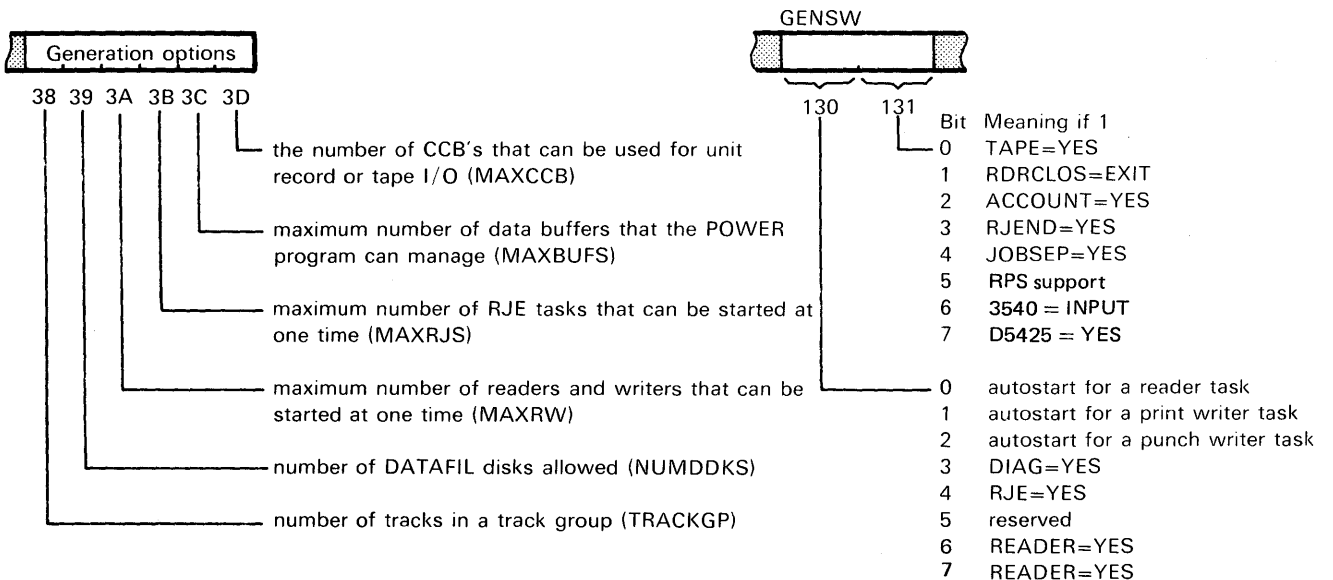 Generation options
38 39 3A 3B 3C 3D
the number of CCB's that can be used for unit
record or tape I/O (MAXCCB)
maximum number of data buffers that the POWER
program can manage (MAXBUFS)
maximum number of RJE tasks that can be started at
one time (MAXRJS)
maximum number of readers and writers that can be
started at one time (MAXRW)
number of DATAFIL disks allowed (NUMDDKS)
number of tracks in a track group (TRACKGP)
GENSW
130 131
Bit Meaning if 1
0 TAPE=YES
1 RDRCLOS=EXIT
2 ACCOUNT=YES
3 RJEND=YES
4 JOBSEP=YES
5 RPS support
6 3540 = INPUT
7 D5425 = YES
0 autostart for a reader task
1 autostart for a print writer task
2 autostart for a punch writer task
3 DIAG=YES
4 RJE=YES
5 reserved
6 READER=YES
7 READER=YES